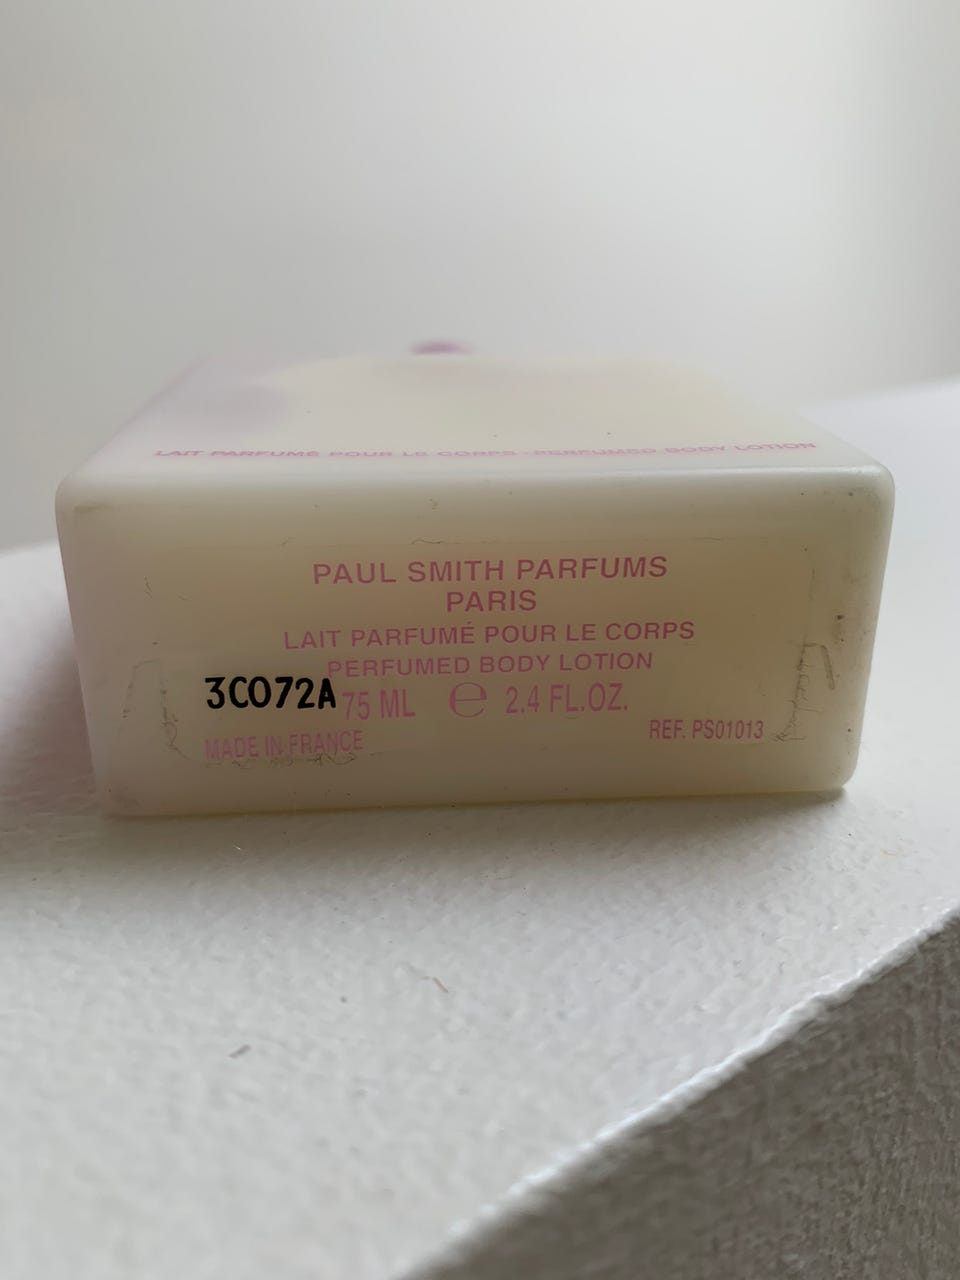 LAIT PARFUMÉ POUR LE CORPS · PERFUMED BODY LOTION
PAUL SMITH PARFUMS
PARIS
LAIT PARFUMÉ POUR LE CORPS
PERFUMED BODY LOTION
3C072A 75 ML ℮ 2.4 FL.OZ.
MADE IN FRANCE REF. PS01013